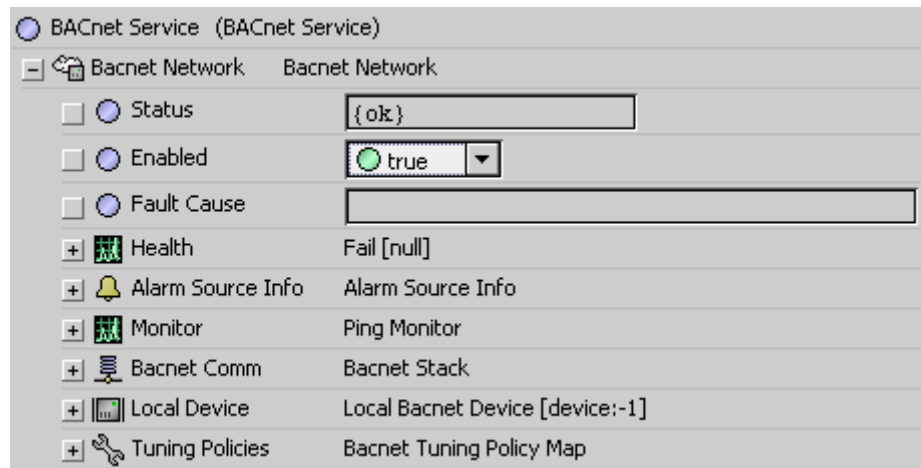 BACnet Service (BACnet Service)
Bacnet Network Bacnet Network
Status {ok}
Enabled true
Fault Cause
Health Fail [null]
Alarm Source Info Alarm Source Info
Monitor Ping Monitor
Bacnet Comm Bacnet Stack
Local Device Local Bacnet Device [device:-1]
Tuning Policies Bacnet Tuning Policy Map